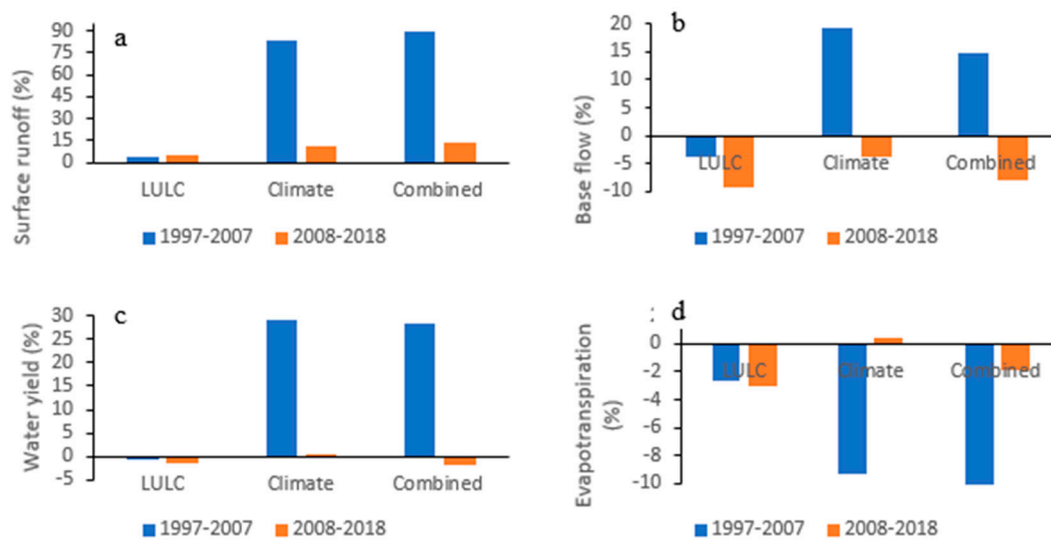 a
Surface runoff (%)
90
75
60
45
30
15
0
LULC Climate Combined
1997-2007 2008-2018
b
Base flow (%)
20
15
10
5
0
-5
-10
LULC Climate Combined
1997-2007 2008-2018
c
Water yield (%)
30
25
20
15
10
5
0
-5
LULC Climate Combined
1997-2007 2008-2018
d
Evapotranspiration
(%)
0
-2
-4
-6
-8
-10
LULC Climate Combined
1997-2007 2008-2018